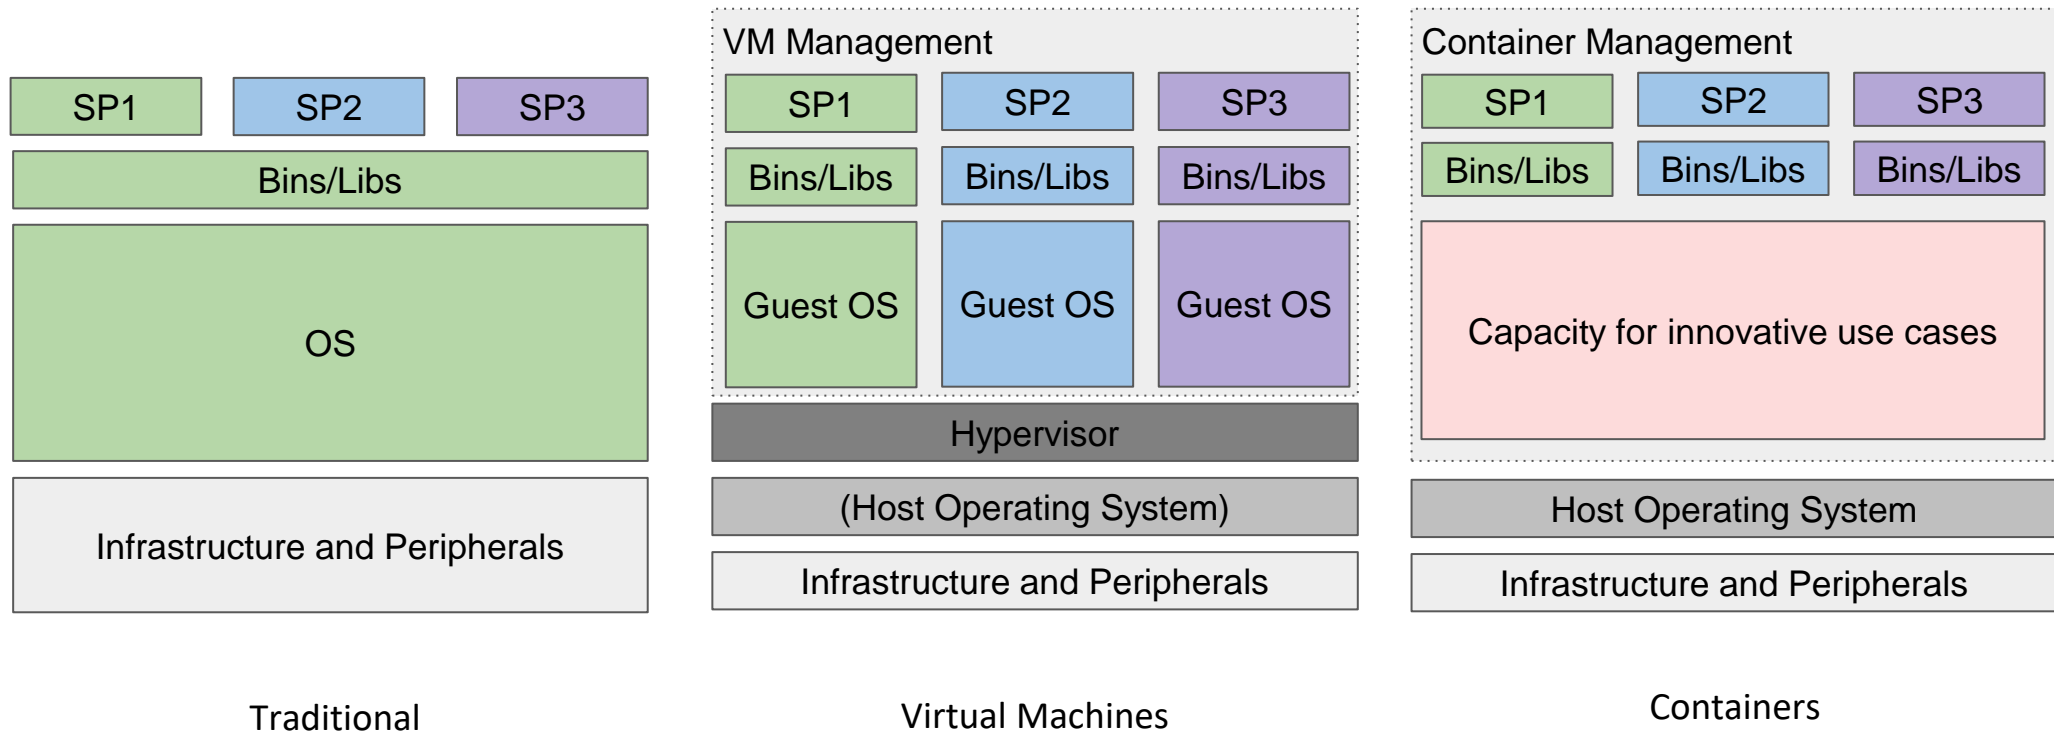 SP1
SP2
SP3
Bins/Libs
OS
Infrastructure and Peripherals
Traditional
VM Management
SP1
SP2
SP3
Bins/Libs
Bins/Libs
Bins/Libs
Guest OS
Guest OS
Guest OS
Hypervisor
(Host Operating System)
Infrastructure and Peripherals
Virtual Machines
Container Management
SP1
SP2
SP3
Bins/Libs
Bins/Libs
Bins/Libs
Capacity for innovative use cases
Host Operating System
Infrastructure and Peripherals
Containers